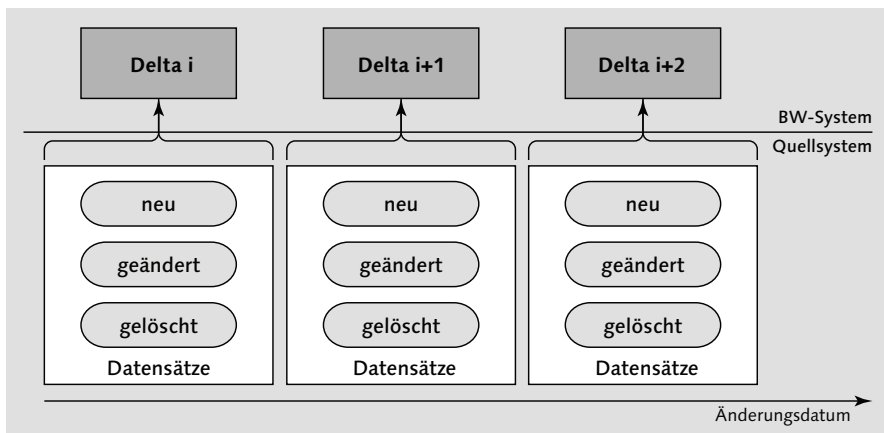 Delta i
Delta i+1
Delta i+2
BW-System
Quellsystem
neu
neu
neu
geändert
geändert
geändert
gelöscht
gelöscht
gelöscht
Datensätze
Datensätze
Datensätze
Änderungsdatum